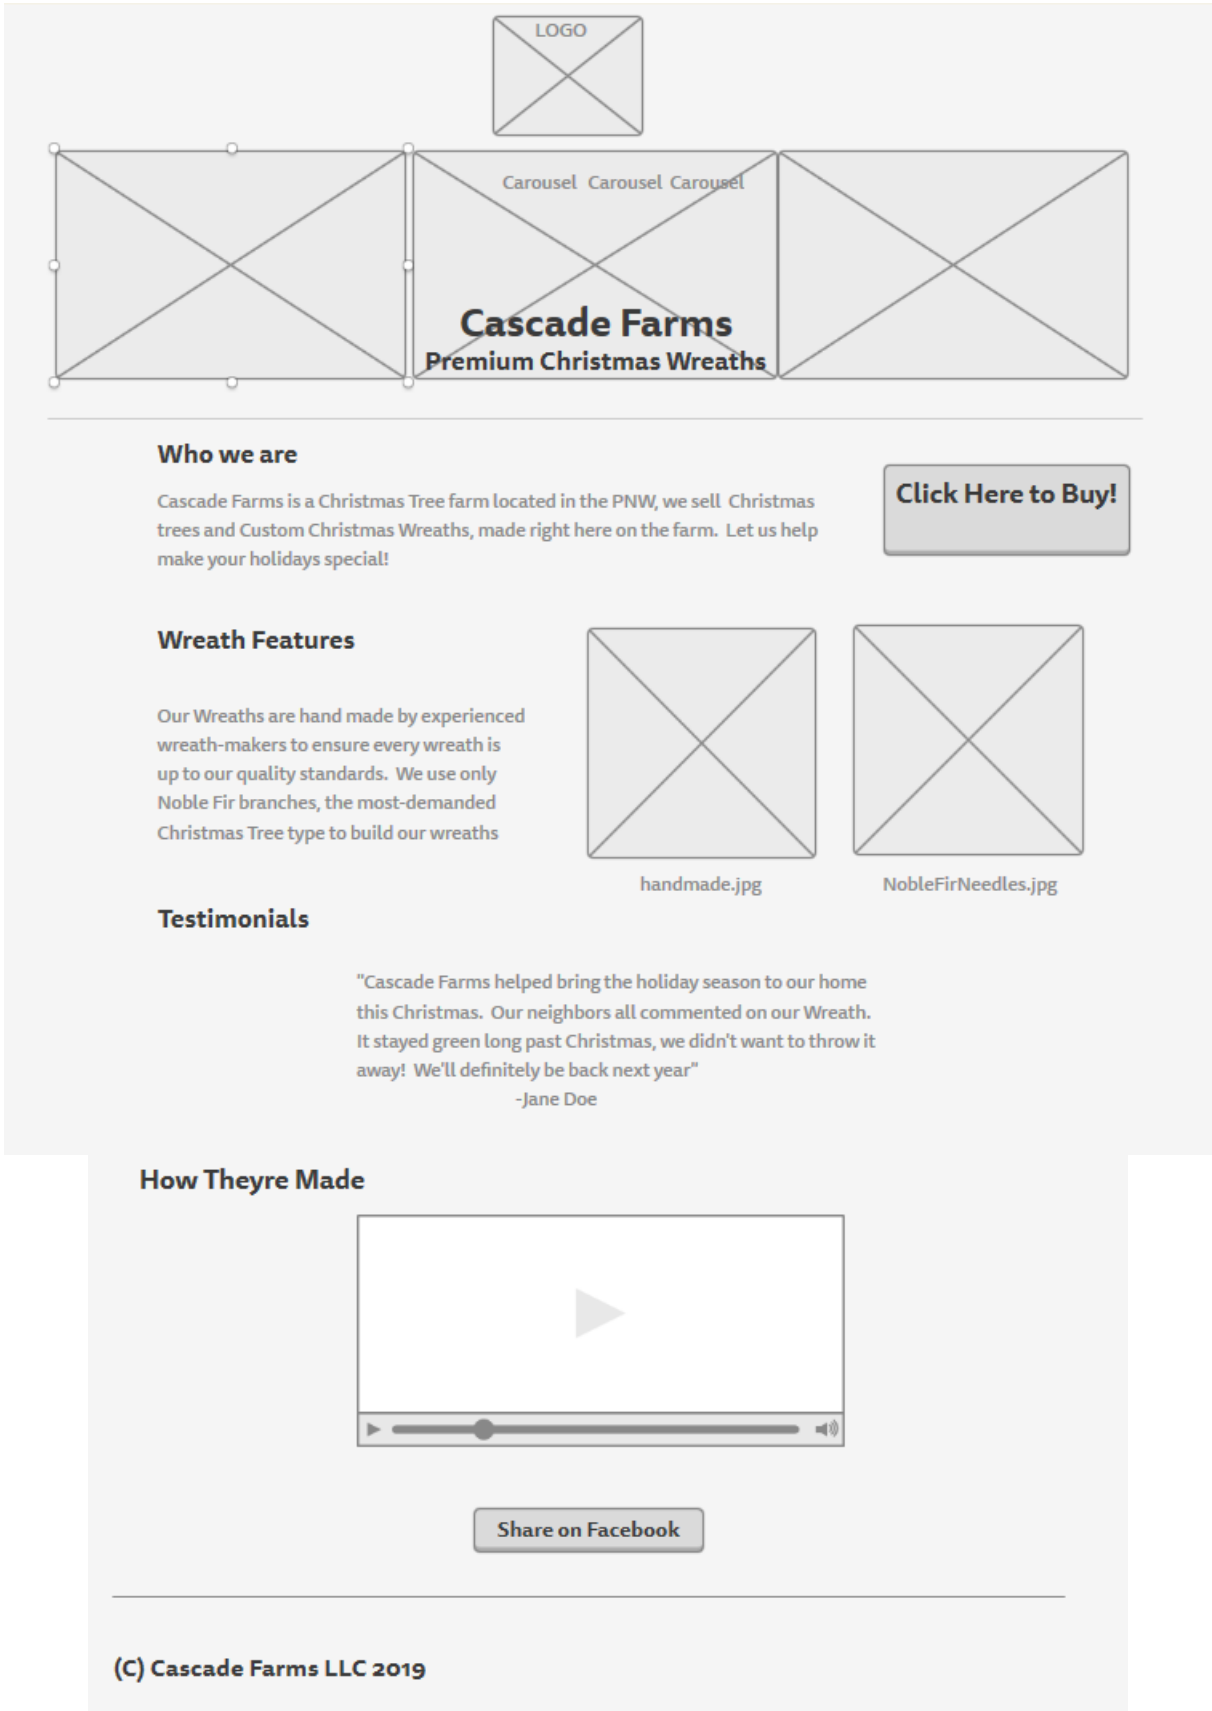 LOGO
Carousel Carousel Carousel
Cascade Farms
Premium Christmas Wreaths
Who we are
Cascade Farms is a Christmas Tree farm located in the PNW, we sell Christmas
trees and Custom Christmas Wreaths, made right here on the farm. Let us help
make your holidays special!
Click Here to Buy!
Wreath Features
Our Wreaths are hand made by experienced
wreath-makers to ensure every wreath is
up to our quality standards. We use only
Noble Fir branches, the most-demanded
Christmas Tree type to build our wreaths
handmade.jpg
NobleFirNeedles.jpg
Testimonials
"Cascade Farms helped bring the holiday season to our home
this Christmas. Our neighbors all commented on our Wreath.
It stayed green long past Christmas, we didn't want to throw it
away! We'll definitely be back next year"
-Jane Doe
How Theyre Made
Share on Facebook
(C) Cascade Farms LLC 2019